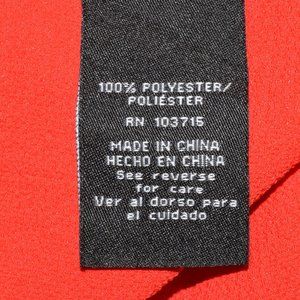 100% POLYESTER/
POLIÉSTER
RN 103715
MADE IN CHINA
HECHO EN CHINA
See reverse
for care
Ver al dorso para
el cuidado